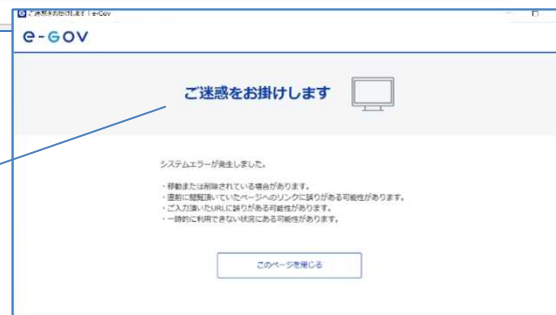 ご迷惑をお掛けします | e-Gov
e-GOV
ご迷惑をお掛けします
システムエラーが発生しました。
・移動または削除されている場合があります。
・直前に閲覧頂いていたページへのリンクに誤りがある可能性があります。
・ご入力頂いたURLに誤りがある可能性があります。
・一時的に利用できない状況にある可能性があります。
このページを閉じる